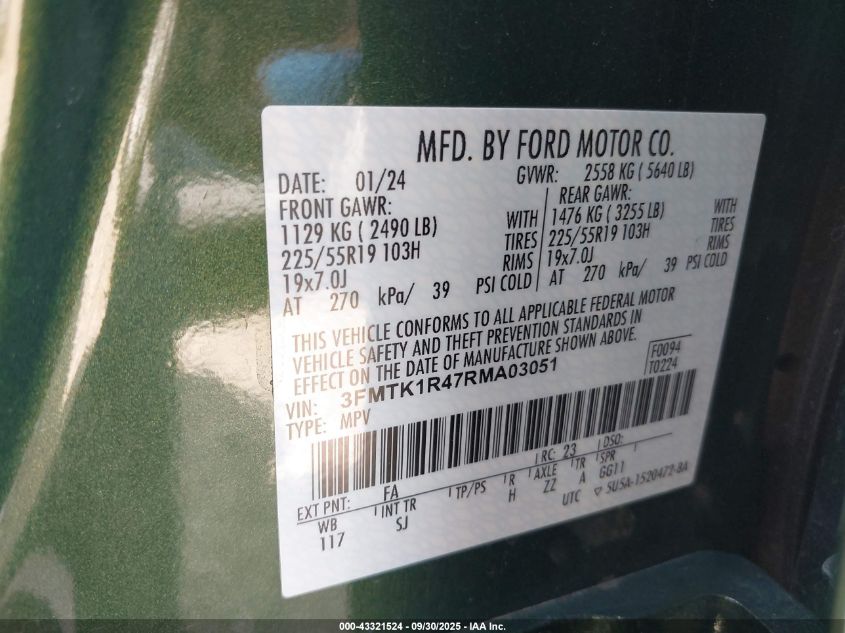 MFD. BY FORD MOTOR CO.
DATE: 01/24 GVWR: 2558 KG ( 5640 LB)
FRONT GAWR: REAR GAWR:
1129 KG ( 2490 LB) WITH 1476 KG ( 3255 LB) WITH
225/55R19 103H TIRES 225/55R19 103H TIRES
19x7.0J RIMS 19x7.0J RIMS
AT 270 kPa/ 39 PSI COLD AT 270 kPa/ 39 PSI COLD
THIS VEHICLE CONFORMS TO ALL APPLICABLE FEDERAL MOTOR
VEHICLE SAFETY AND THEFT PREVENTION STANDARDS IN
EFFECT ON THE DATE OF MANUFACTURE SHOWN ABOVE.
F0094
VIN: 3FMTK1R47RMA03051 T0224
TYPE: MPV
EXT PNT: FA RC: 23 DSO:
WB INT TR TP/PS R AXLE TR SPR
117 SJ H ZZ A GG11
UTC ▽ 5U5A-1520472-BA
000-43321524 - 09/30/2025 - IAA Inc.